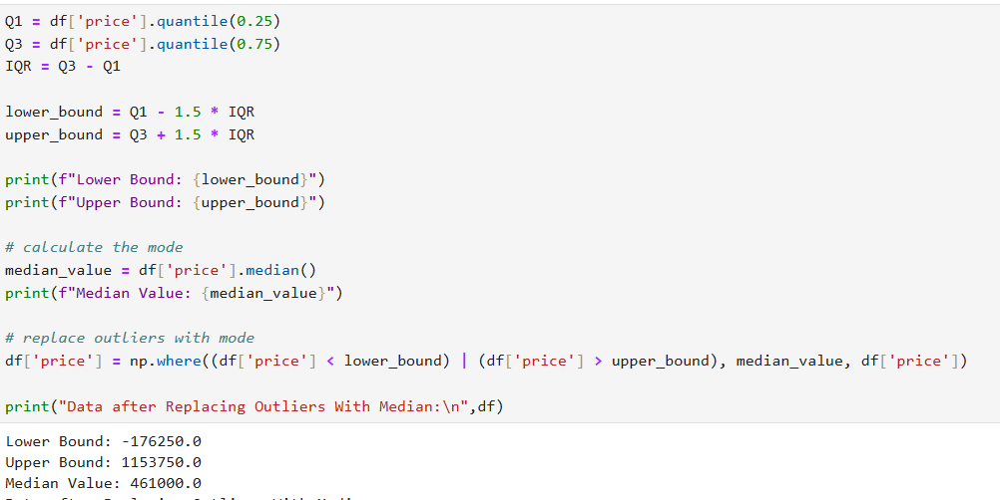 Q1 = df['price'].quantile(0.25)
Q3 = df['price'].quantile(0.75)
IQR = Q3 - Q1
lower_bound = Q1 - 1.5 * IQR
upper_bound = Q3 + 1.5 * IQR
print(f"Lower Bound: {lower_bound}")
print(f"Upper Bound: {upper_bound}")
# calculate the mode
median_value = df['price'].median()
print(f"Median Value: {median_value}")
# replace outliers with mode
df['price'] = np.where((df['price'] < lower_bound) | (df['price'] > upper_bound), median_value, df['price'])
print("Data after Replacing Outliers With Median:\n",df)
Lower Bound: -176250.0
Upper Bound: 1153750.0
Median Value: 461000.0